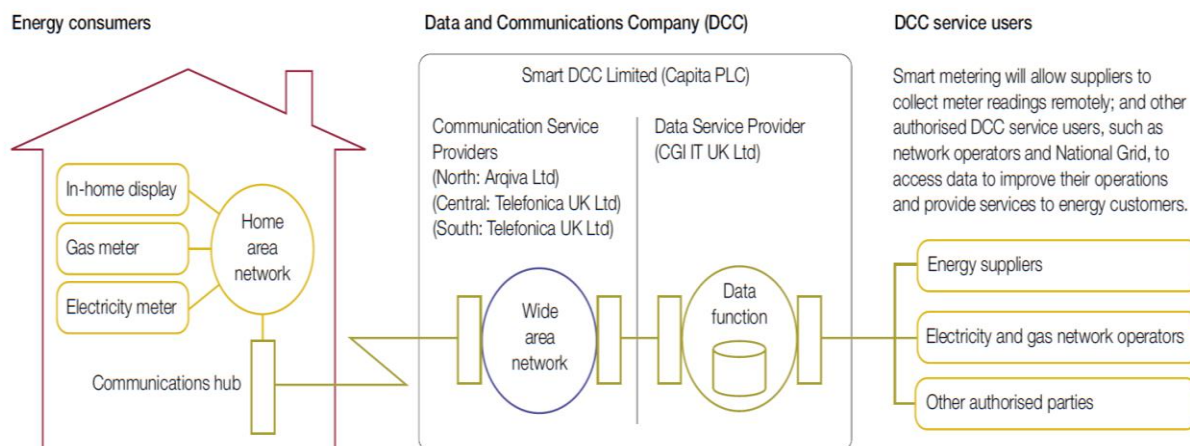 Energy consumers
Data and Communications Company (DCC)
DCC service users
Smart DCC Limited (Capita PLC)
Communication Service
Providers
(North: Arqiva Ltd)
(Central: Telefonica UK Ltd)
(South: Telefonica UK Ltd)
Data Service Provider
(CGI IT UK Ltd)
Smart metering will allow suppliers to
collect meter readings remotely; and other
authorised DCC service users, such as
network operators and National Grid, to
access data to improve their operations
and provide services to energy customers.
In-home display
Gas meter
Electricity meter
Home
area
network
Communications hub
Wide
area
network
Data
function
Energy suppliers
Electricity and gas network operators
Other authorised parties